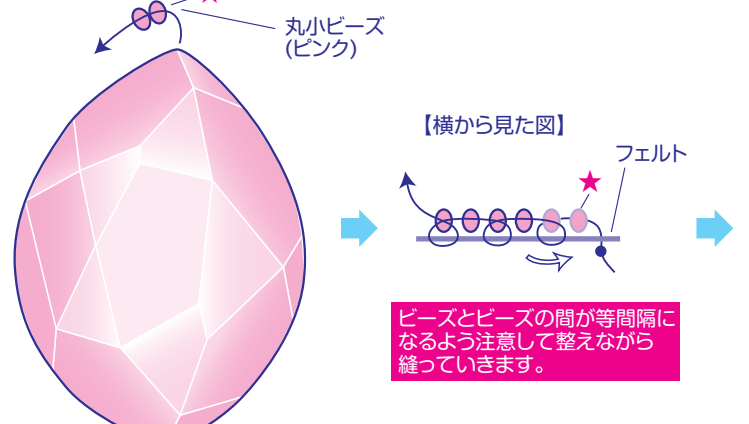 丸小ビーズ
(ピンク)
【横から見た図】
フェルト
ビーズとビーズの間が等間隔に
なるよう注意して整えながら
縫っていきます。